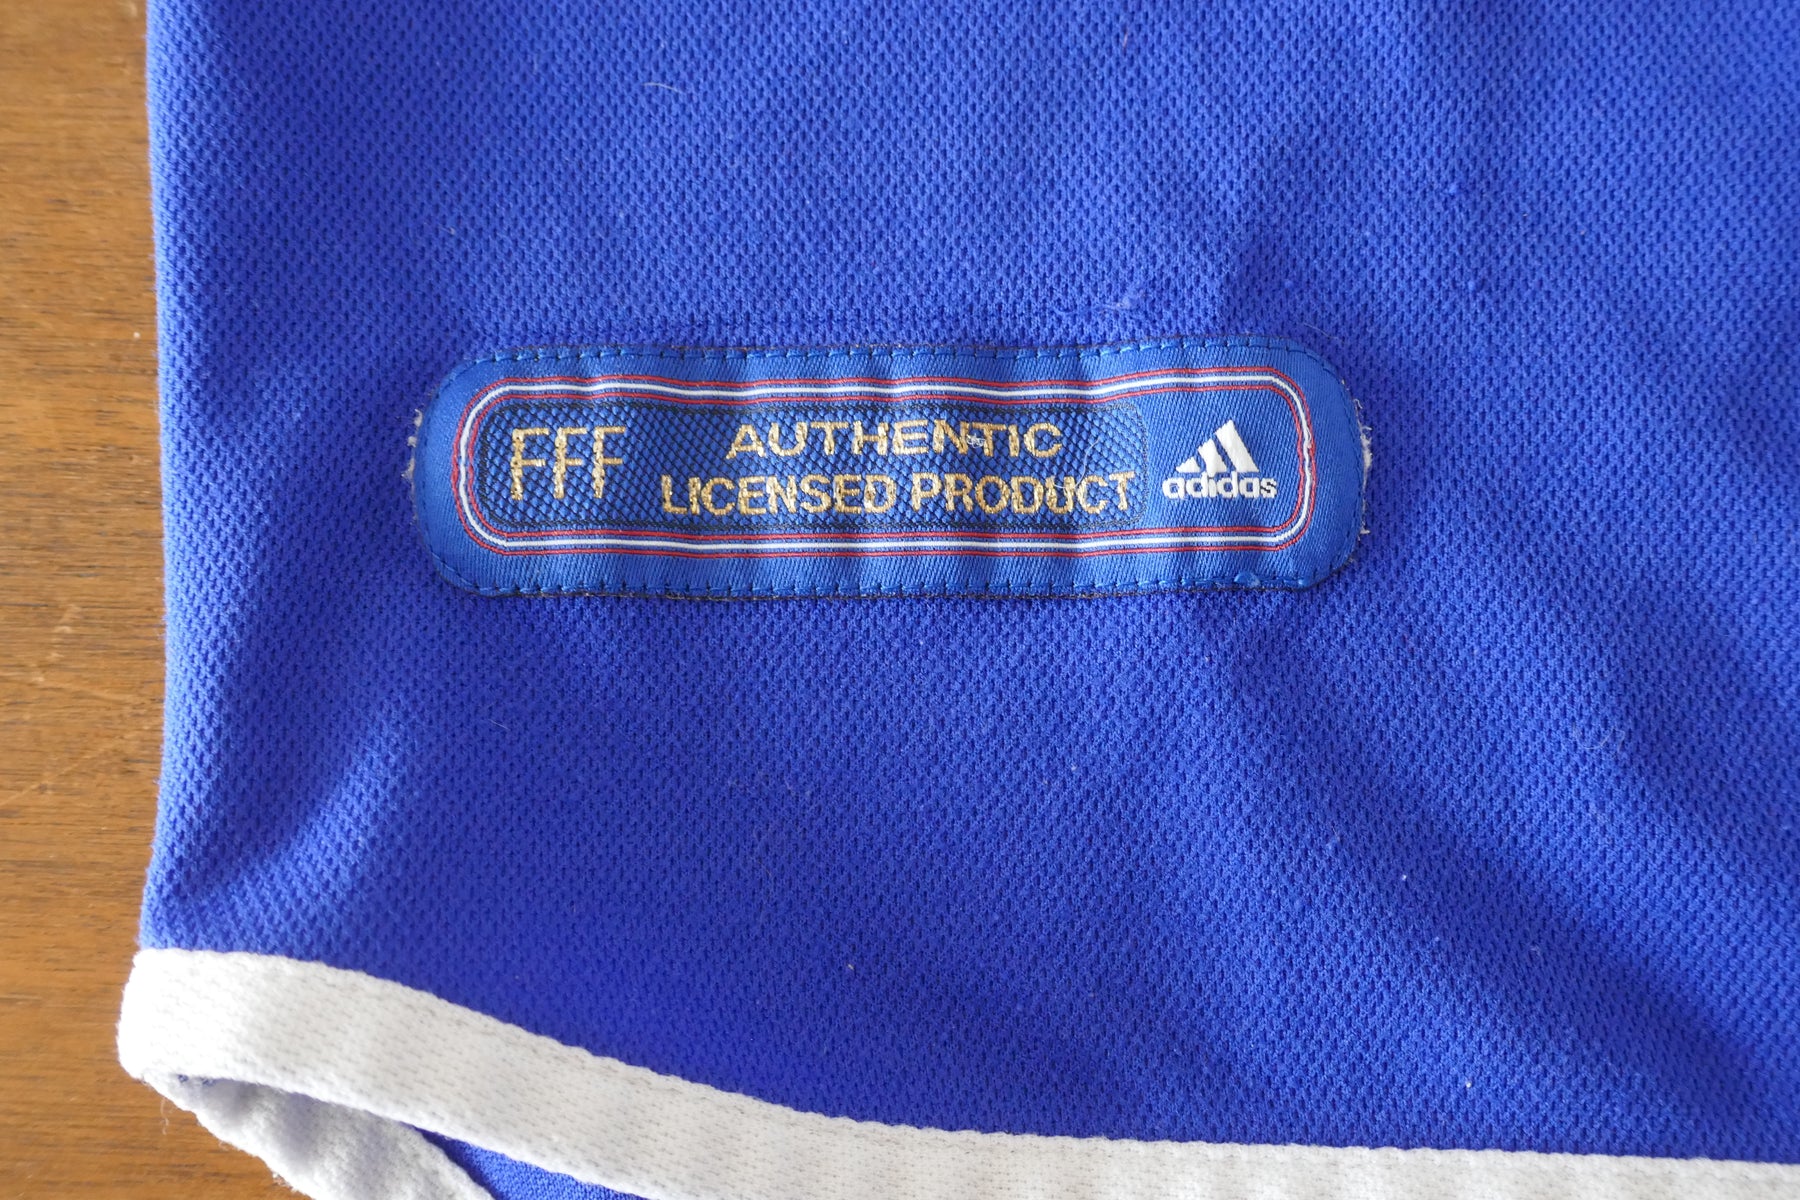 FFF
AUTHENTIC
LICENSED PRODUCT
adidas